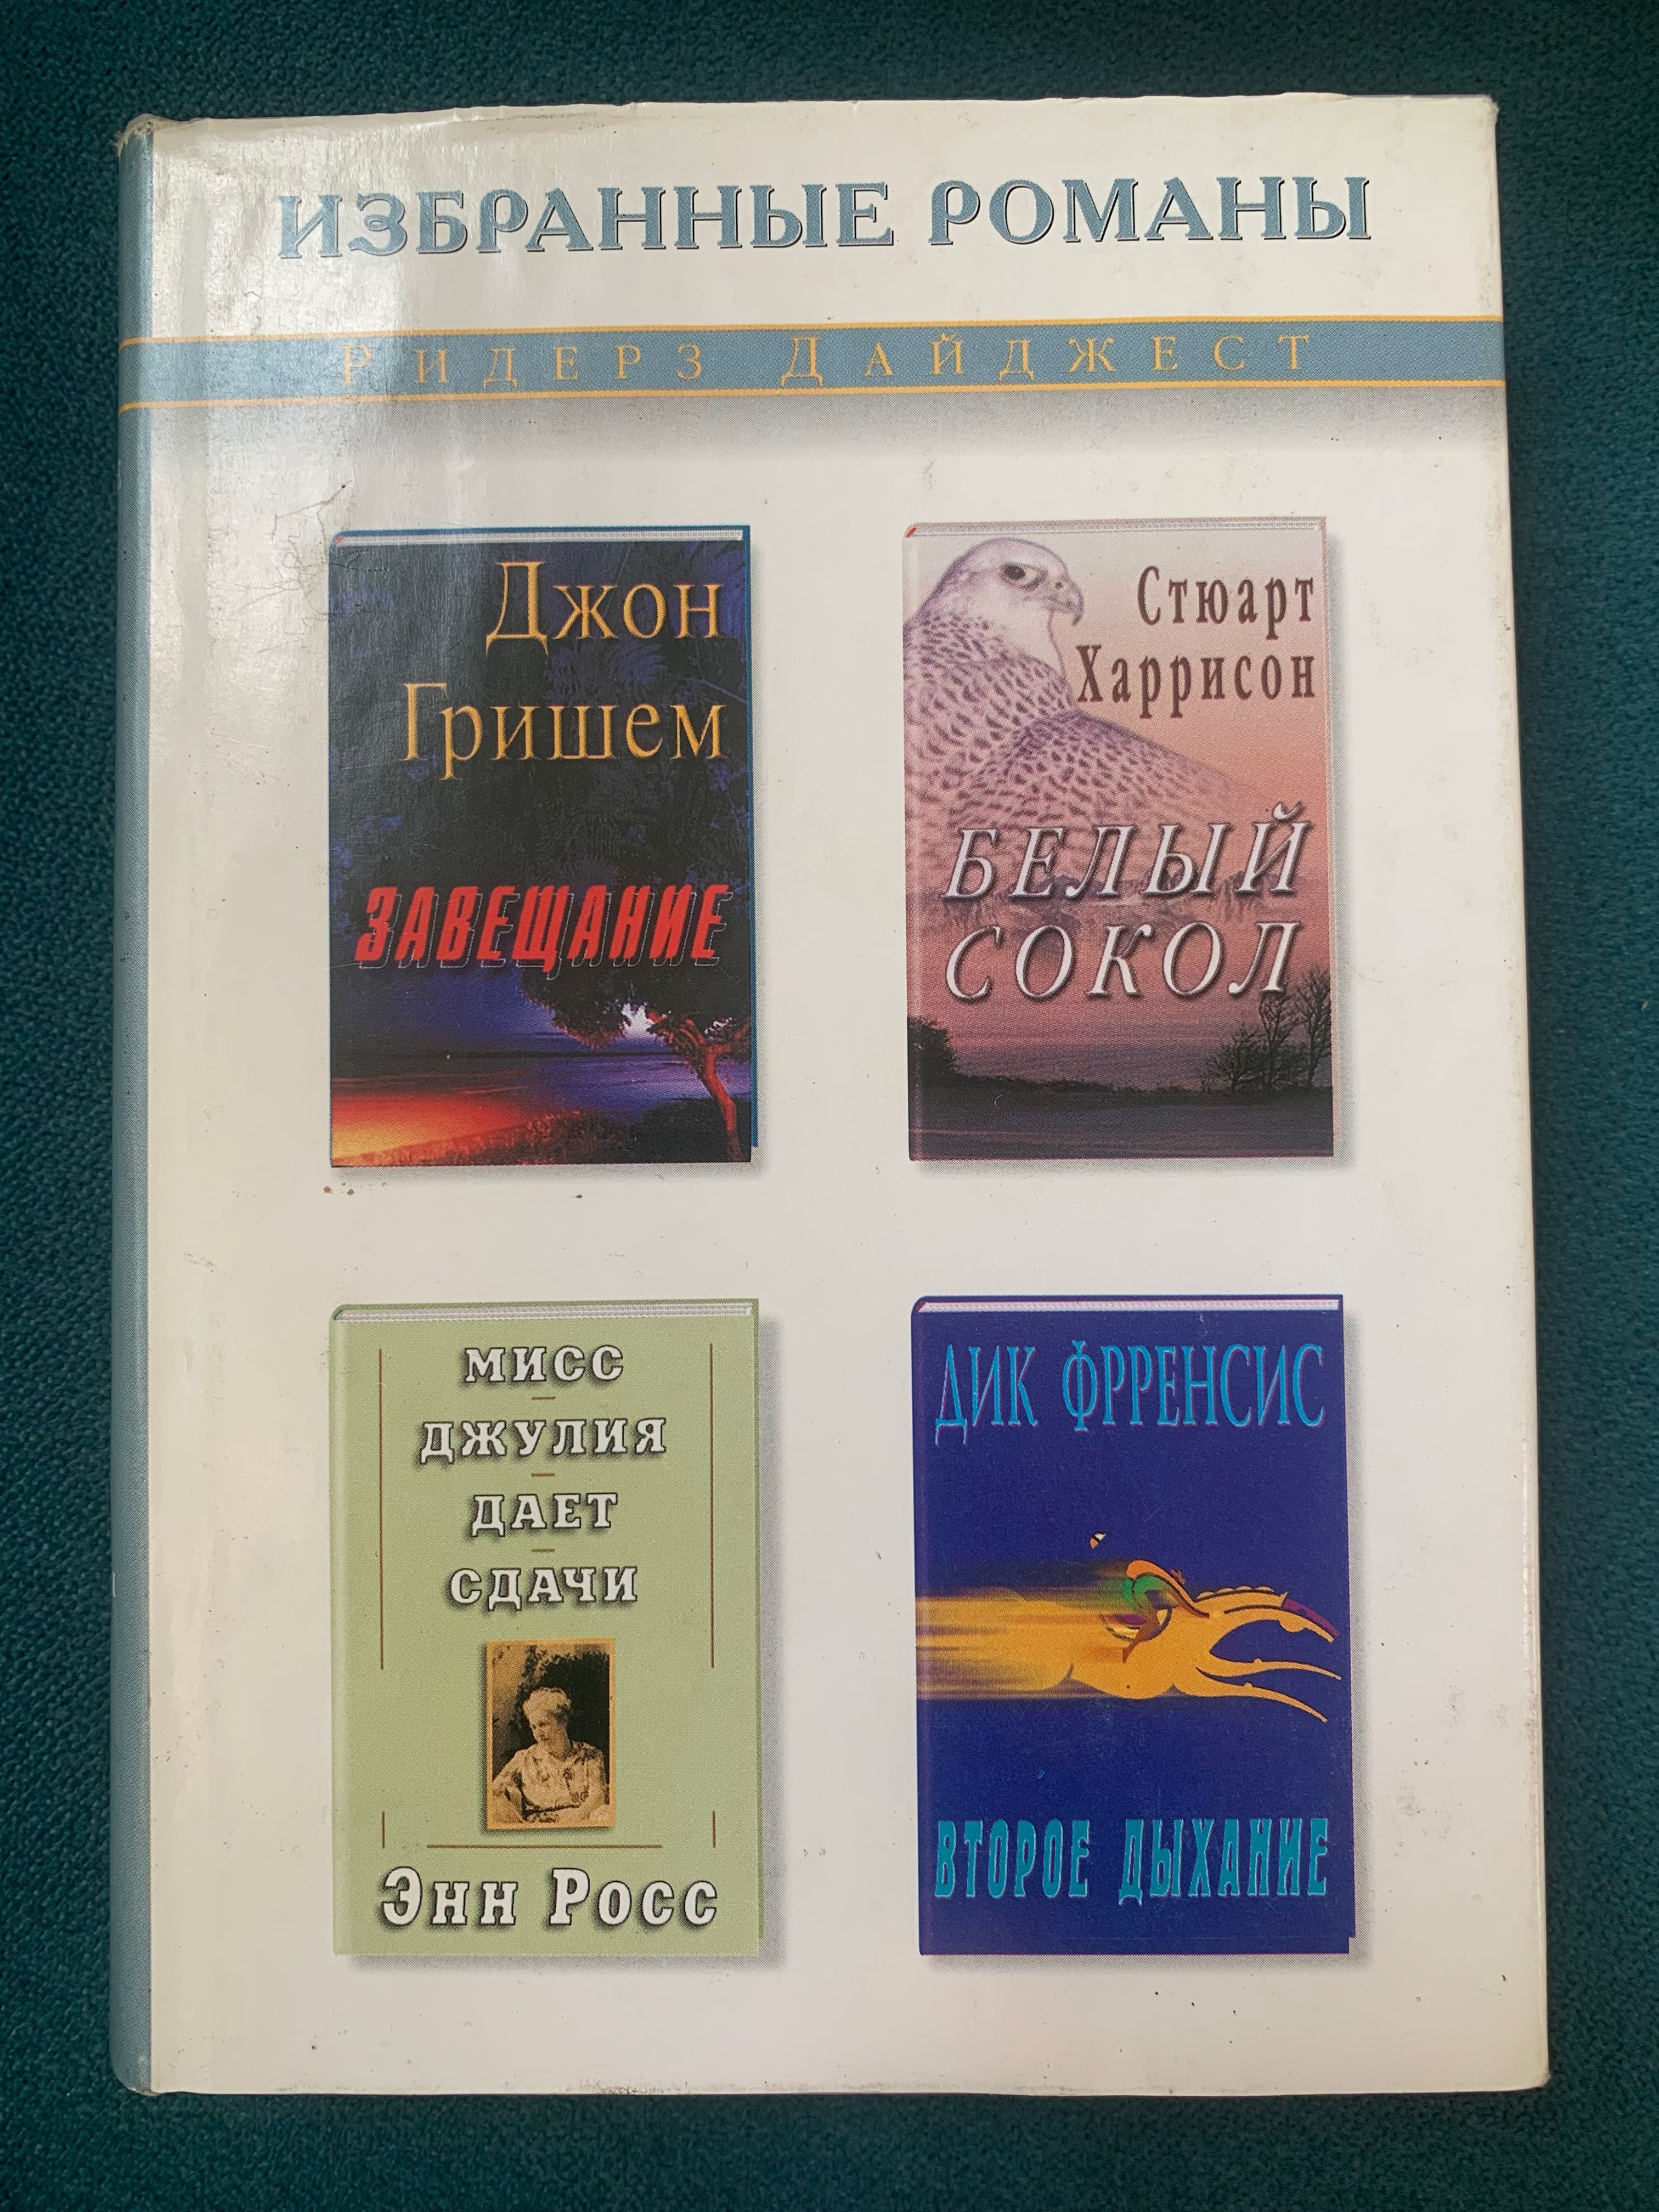 ИЗБРАННЫЕ РОМАНЫ
РИДЕРЗ ДАЙДЖЕСТ
Джон
Гришем
ЗАВЕЩАНИЕ
Стюарт
Харрисон
БЕЛЫЙ
СОКОЛ
МИСС
ДЖУЛИЯ
ДАЕТ
СДАЧИ
Энн Росс
ДИК ФРРЕНСИС
ВТОРОЕ ДЫХАНИЕ